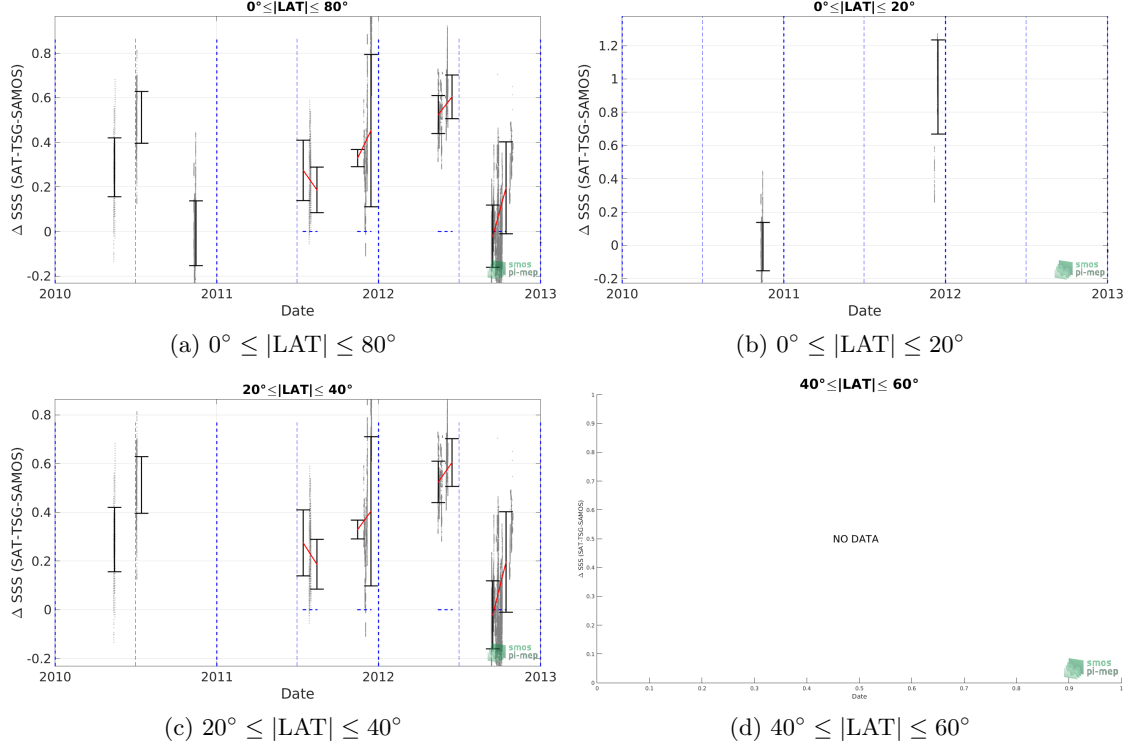 0°≤|LAT|≤ 80°
Δ SSS (SAT-TSG-SAMOS)
0.8
0.6
0.4
0.2
0
-0.2
2010
2011
2012
2013
Date
smos
pi-mep
(a) 0° ≤ |LAT| ≤ 80°
0°≤|LAT|≤ 20°
Δ SSS (SAT-TSG-SAMOS)
1.2
1
0.8
0.6
0.4
0.2
0
-0.2
2010
2011
2012
2013
Date
smos
pi-mep
(b) 0° ≤ |LAT| ≤ 20°
20°≤|LAT|≤ 40°
Δ SSS (SAT-TSG-SAMOS)
0.8
0.6
0.4
0.2
0
-0.2
2010
2011
2012
2013
Date
smos
pi-mep
(c) 20° ≤ |LAT| ≤ 40°
40°≤|LAT|≤ 60°
Δ SSS (SAT-TSG-SAMOS)
1
0.9
0.8
0.7
0.6
0.5
0.4
0.3
0.2
0.1
0
NO DATA
0
0.1
0.2
0.3
0.4
0.5
0.6
0.7
0.8
0.9
1
Date
smos
pi-mep
(d) 40° ≤ |LAT| ≤ 60°